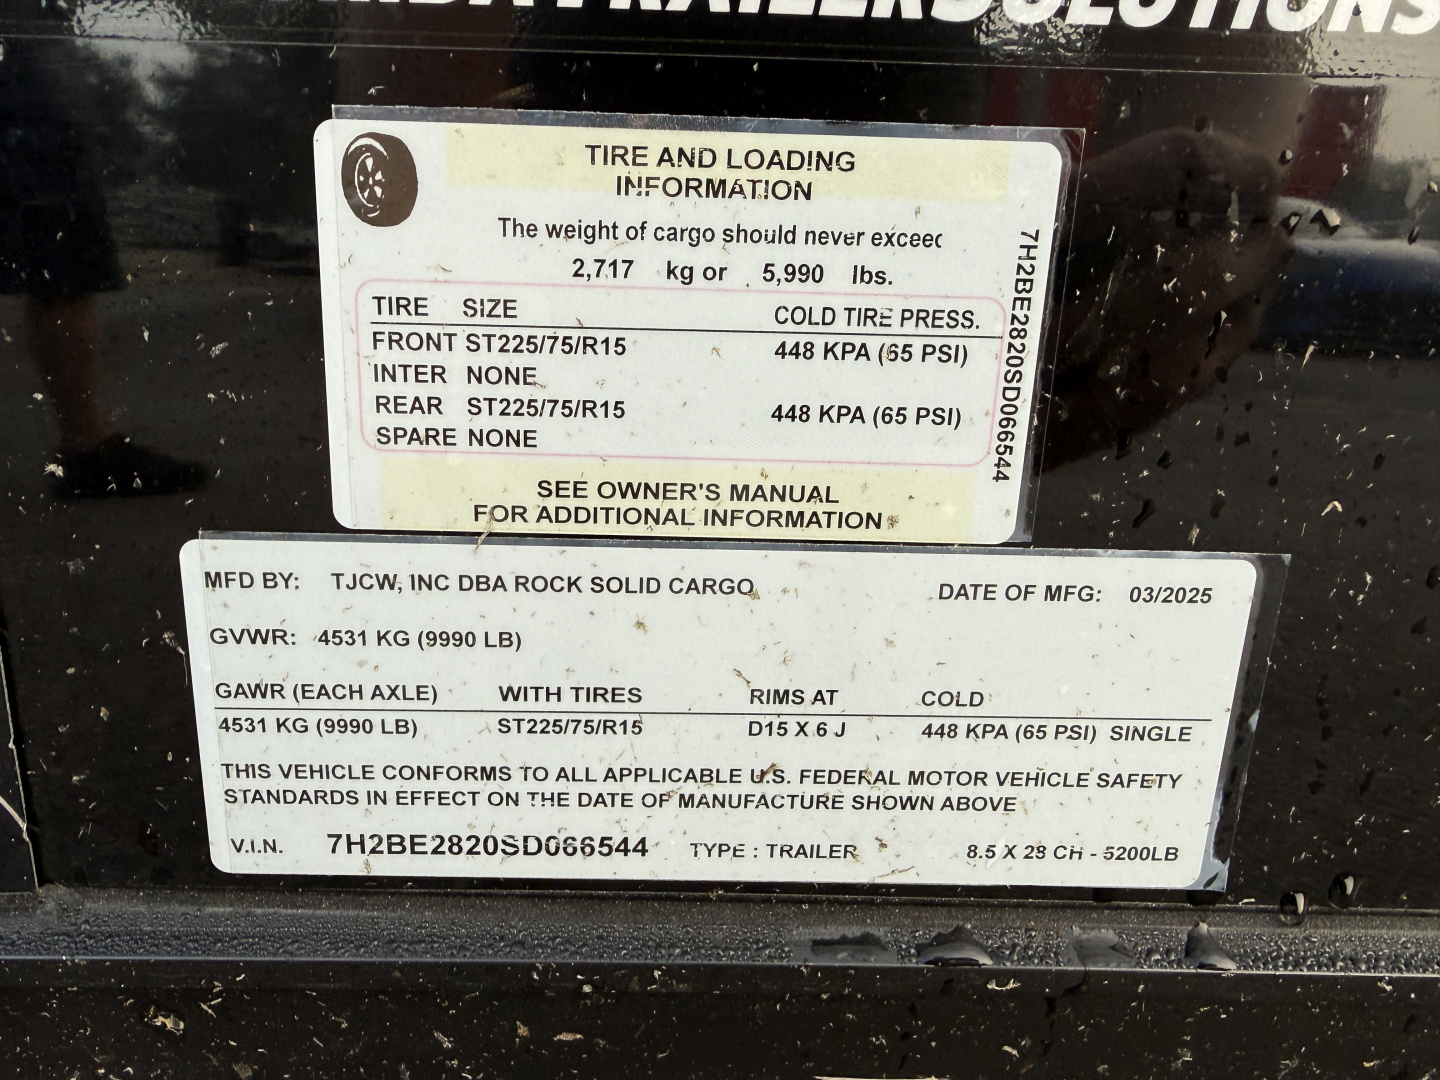 TRAILER SOLUTIONS
TIRE AND LOADING
INFORMATION
The weight of cargo should never exceed
2,717 kg or 5,990 lbs.
TIRE SIZE COLD TIRE PRESS.
FRONT ST225/75/R15 448 KPA (65 PSI)
INTER NONE
REAR ST225/75/R15 448 KPA (65 PSI)
SPARE NONE
SEE OWNER'S MANUAL
FOR ADDITIONAL INFORMATION
7H2BE2820SD066544
MFD BY: TJCW, INC DBA ROCK SOLID CARGO DATE OF MFG: 03/2025
GVWR: 4531 KG (9990 LB)
GAWR (EACH AXLE) WITH TIRES RIMS AT COLD
4531 KG (9990 LB) ST225/75/R15 D15 X 6 J 448 KPA (65 PSI) SINGLE
THIS VEHICLE CONFORMS TO ALL APPLICABLE U.S. FEDERAL MOTOR VEHICLE SAFETY
STANDARDS IN EFFECT ON THE DATE OF MANUFACTURE SHOWN ABOVE
V.I.N. 7H2BE2820SD066544 TYPE : TRAILER 8.5 X 28 CH - 5200LB